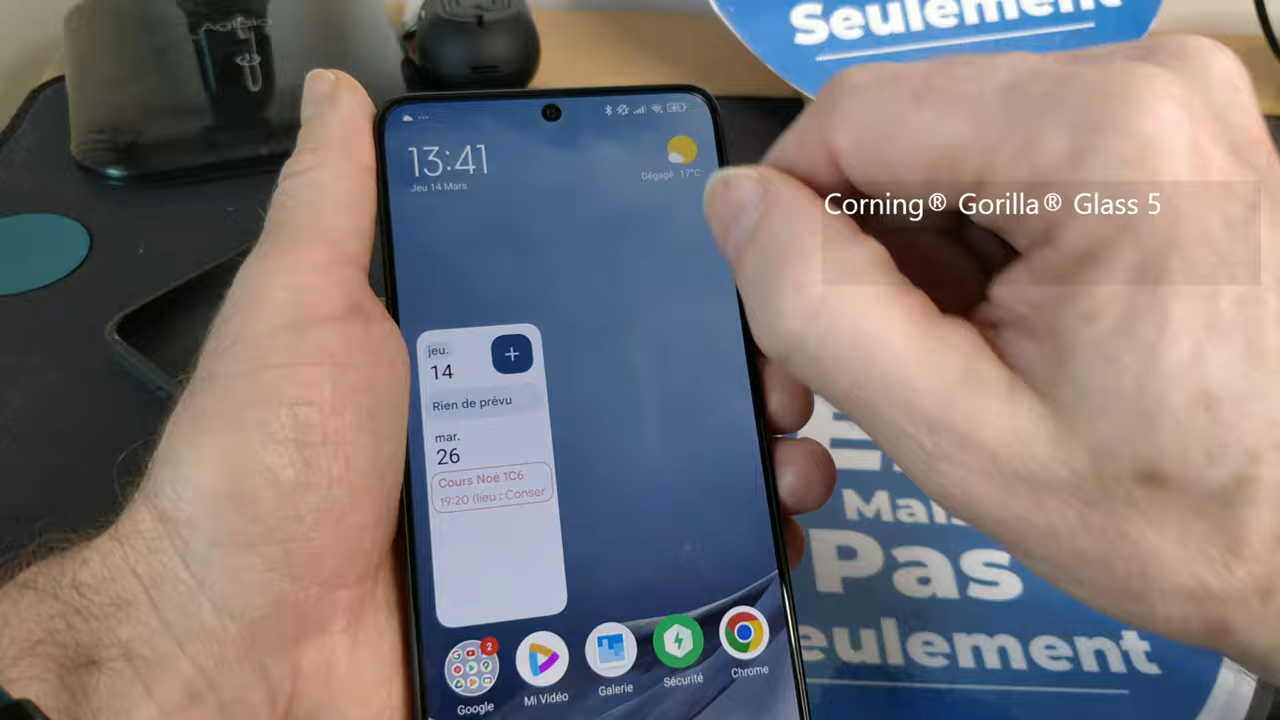 Seulement
13:41
Jeu 14 Mars
Dégagé 17°C
Corning® Gorilla® Glass 5
jeu.
14
+
Rien de prévu
mar.
26
Cours Noé 1C6
19:20 (lieu : Conser
Mais
Pas
eulement
2
Google
Mi Vidéo
Galerie
Sécurité
Chrome